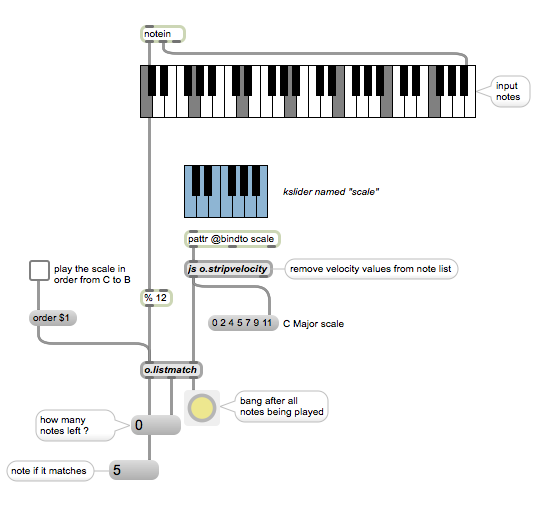 notein
input
notes
kslider named "scale"
pattr @bindto scale
js o.stripvelocity
remove velocity values from note list
play the scale in
order from C to B
% 12
order $1
0 2 4 5 7 9 11
C Major scale
o.listmatch
bang after all
notes being played
how many
notes left ?
0
note if it matches
5